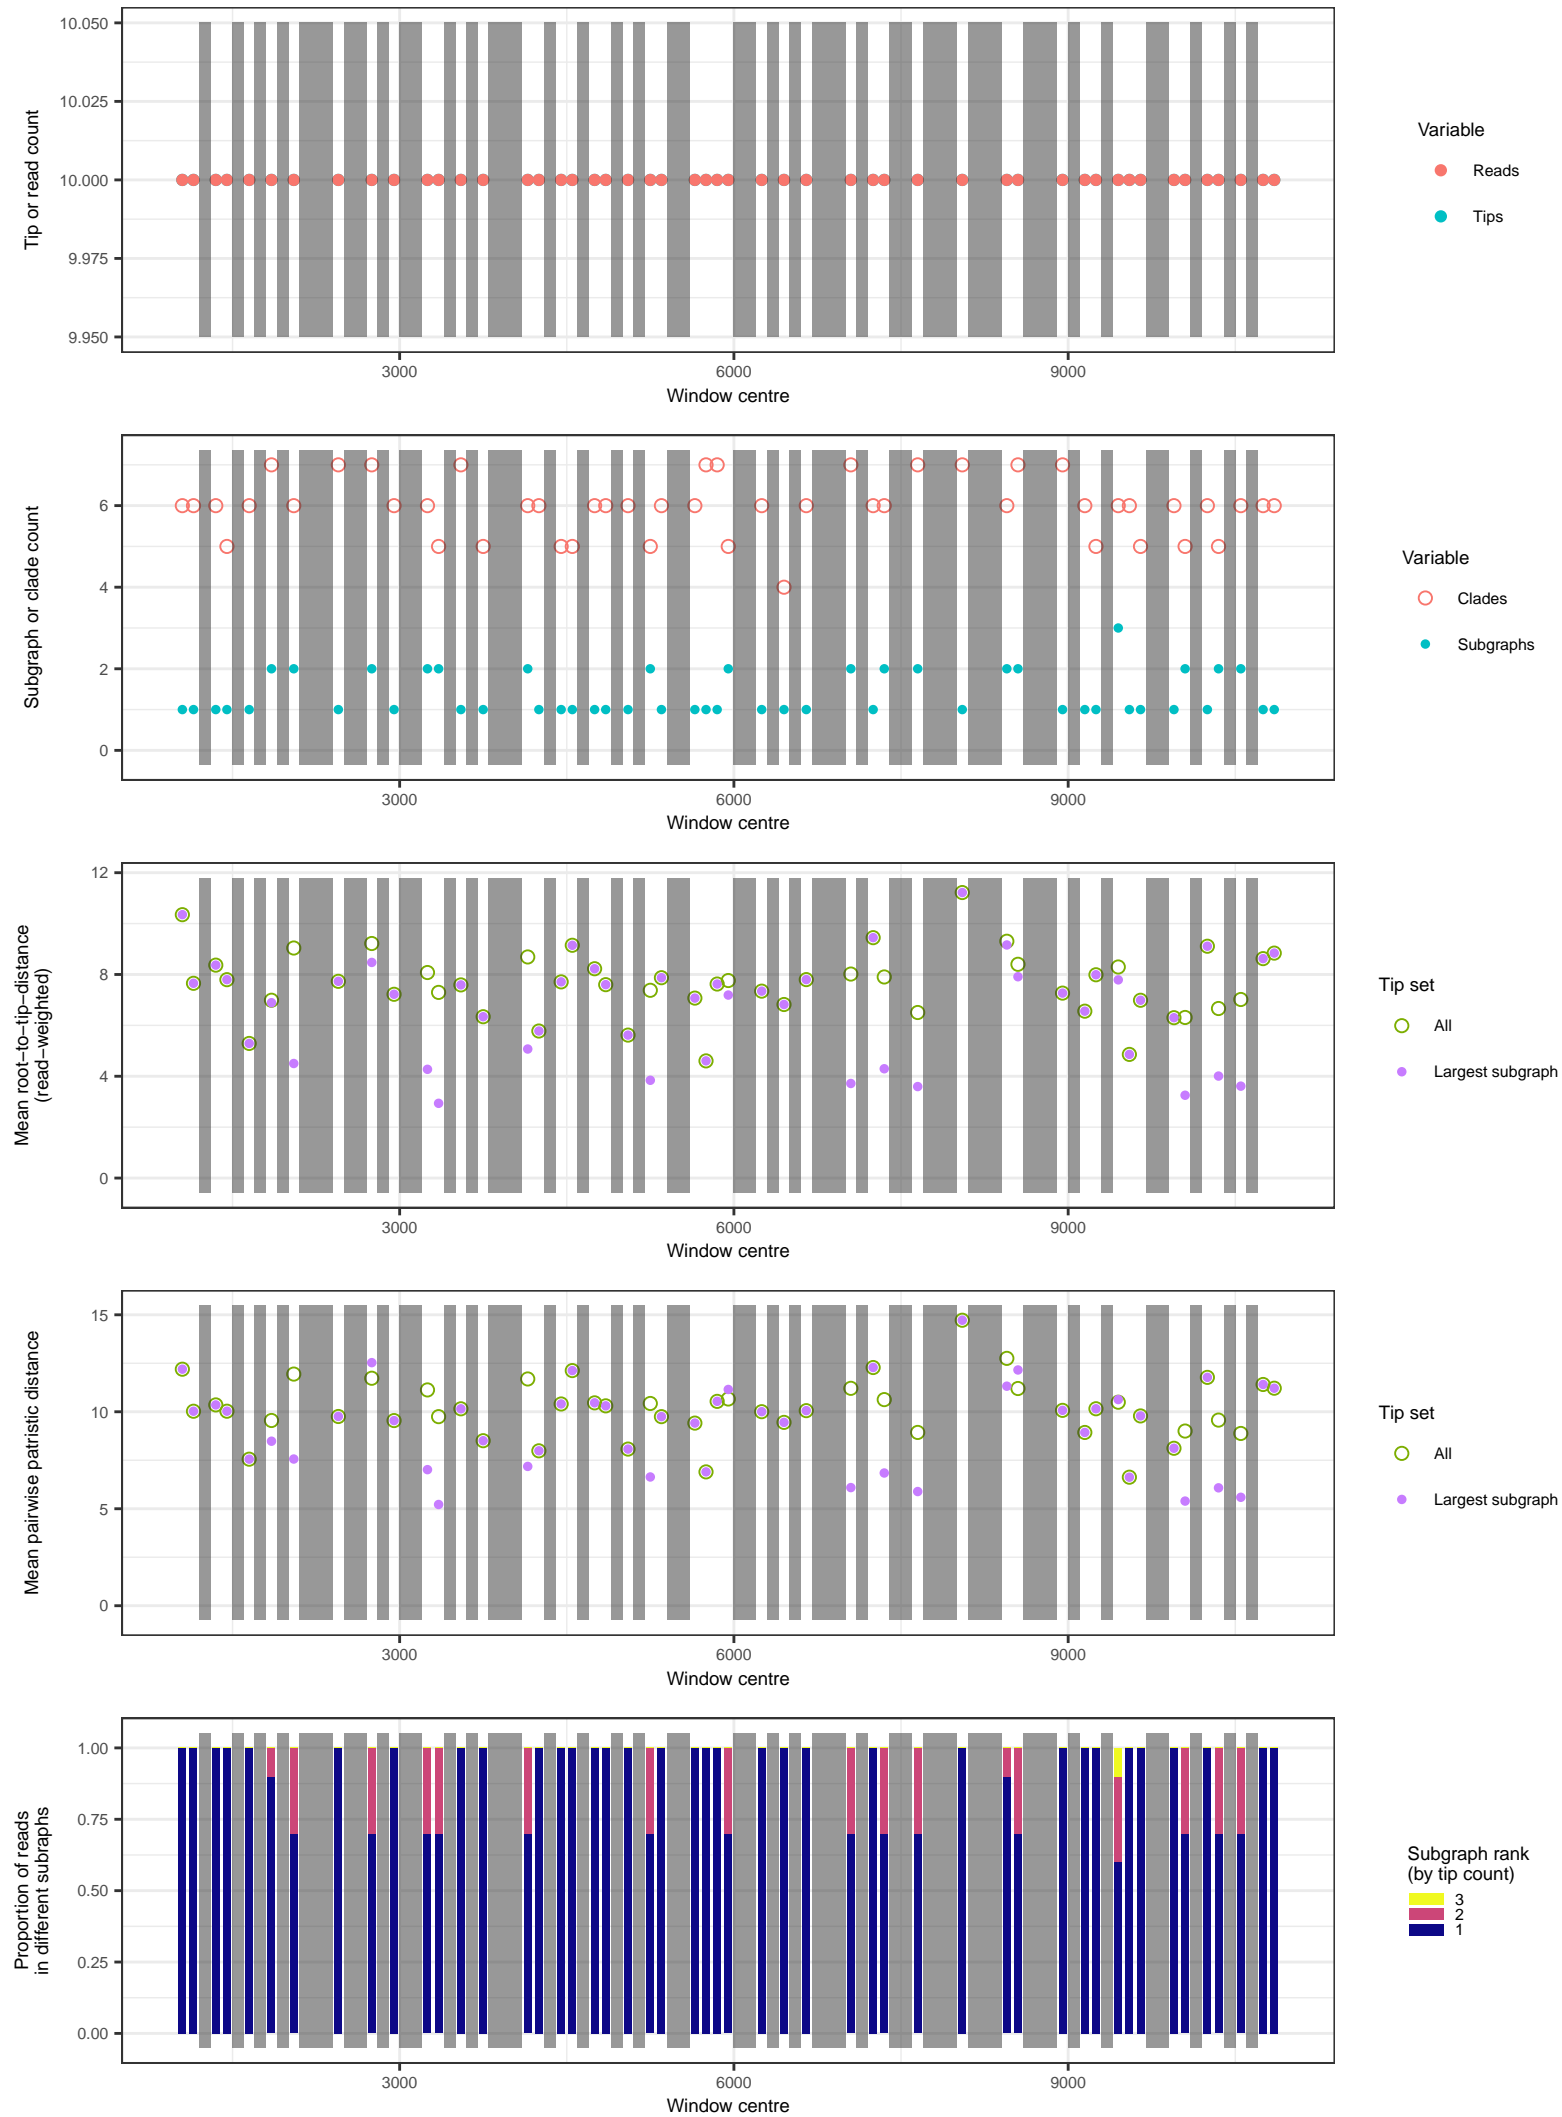 10.050
10.025
10.000
9.975
9.950
Tip or read count
3000
6000
9000
Window centre
Variable
Reads
Tips
6
4
2
0
Subgraph or clade count
3000
6000
9000
Window centre
Variable
Clades
Subgraphs
12
8
4
0
Mean root−to−tip−distance
(read−weighted)
3000
6000
9000
Window centre
Tip set
All
Largest subgraph
15
10
5
0
Mean pairwise patristic distance
3000
6000
9000
Window centre
Tip set
All
Largest subgraph
1.00
0.75
0.50
0.25
0.00
Proportion of reads
in different subraphs
3000
6000
9000
Window centre
Subgraph rank
(by tip count)
3
2
1